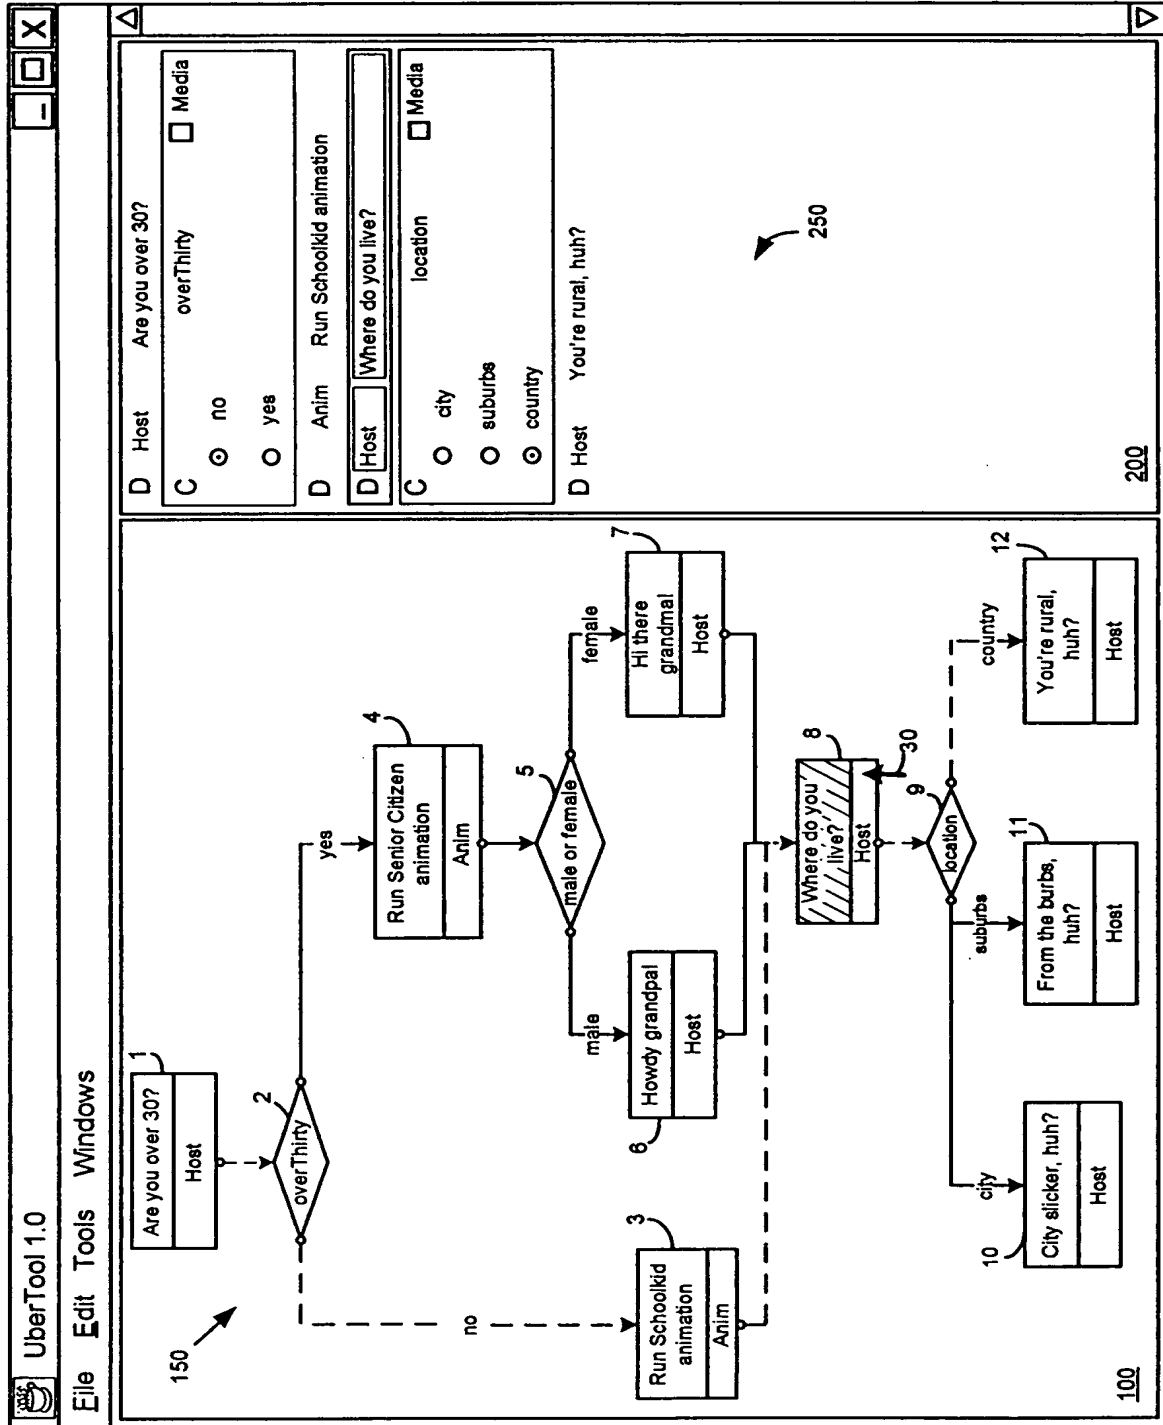 UberTool 1.0
_ □ X
File Edit Tools Windows
150
Are you over 30?
Host
1
overThirty
2
no
yes
Run Schoolkid
animation
Anim
3
Run Senior Citizen
animation
Anim
4
male or female
5
male
female
Howdy grandpa!
Host
6
Hi there
grandma!
Host
7
Where do you
live?
Host
8
30
location
9
city
suburbs
country
City slicker, huh?
Host
10
From the burbs,
huh?
Host
11
You're rural,
huh?
Host
12
100
D Host Are you over 30?
C overThirty Media
no
yes
D Anim Run Schoolkid animation
D Host Where do you live?
C location Media
city
suburbs
country
D Host You're rural, huh?
250
200